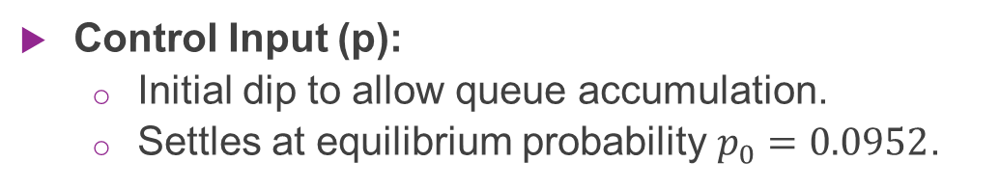 Control Input (p):
Initial dip to allow queue accumulation.
Settles at equilibrium probability p₀ = 0.0952.